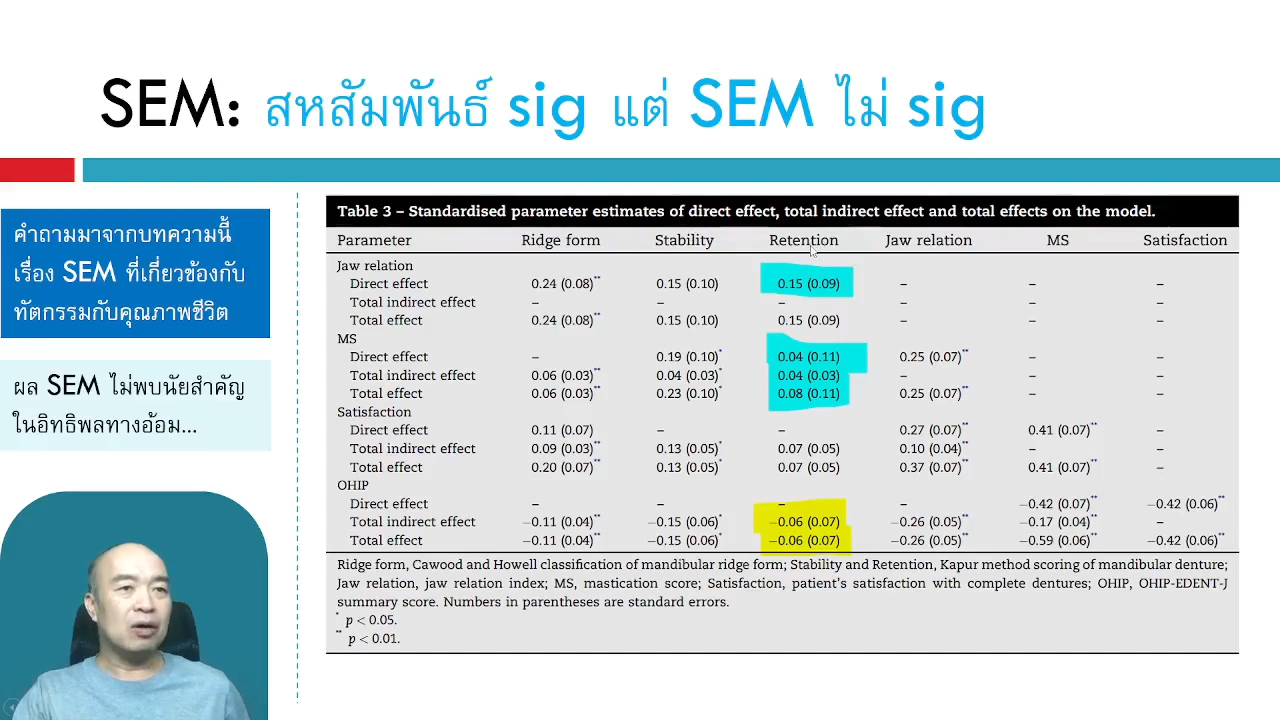 SEM: สหสัมพันธ์ sig แต่ SEM ไม่ sig
คำถามมาจากบทความนี้
เรื่อง SEM ที่เกี่ยวข้องกับ
ทัตกรรมกับคุณภาพชีวิต
ผล SEM ไม่พบนัยสำคัญ
ในอิทธิพลทางอ้อม...
Table 3 – Standardised parameter estimates of direct effect, total indirect effect and total effects on the model.
Parameter Ridge form Stability Retention Jaw relation MS Satisfaction
Jaw relation
Direct effect 0.24 (0.08)** 0.15 (0.10) 0.15 (0.09) – – –
Total indirect effect – – – – – –
Total effect 0.24 (0.08)** 0.15 (0.10) 0.15 (0.09) – – –
MS
Direct effect – 0.19 (0.10)* 0.04 (0.11) 0.25 (0.07)** – –
Total indirect effect 0.06 (0.03)** 0.04 (0.03)* 0.04 (0.03) – – –
Total effect 0.06 (0.03)** 0.23 (0.10)* 0.08 (0.11) 0.25 (0.07)** – –
Satisfaction
Direct effect 0.11 (0.07) – – 0.27 (0.07)** 0.41 (0.07)** –
Total indirect effect 0.09 (0.03)** 0.13 (0.05)* 0.07 (0.05) 0.10 (0.04)** – –
Total effect 0.20 (0.07)** 0.13 (0.05)* 0.07 (0.05) 0.37 (0.07)** 0.41 (0.07)** –
OHIP
Direct effect – – – – −0.42 (0.07)** −0.42 (0.06)**
Total indirect effect −0.11 (0.04)** −0.15 (0.06)* −0.06 (0.07) −0.26 (0.05)** −0.17 (0.04)** –
Total effect −0.11 (0.04)** −0.15 (0.06)* −0.06 (0.07) −0.26 (0.05)** −0.59 (0.06)** −0.42 (0.06)**
Ridge form, Cawood and Howell classification of mandibular ridge form; Stability and Retention, Kapur method scoring of mandibular denture;
Jaw relation, jaw relation index; MS, mastication score; Satisfaction, patient's satisfaction with complete dentures; OHIP, OHIP-EDENT-J
summary score. Numbers in parentheses are standard errors.
* p < 0.05.
** p < 0.01.